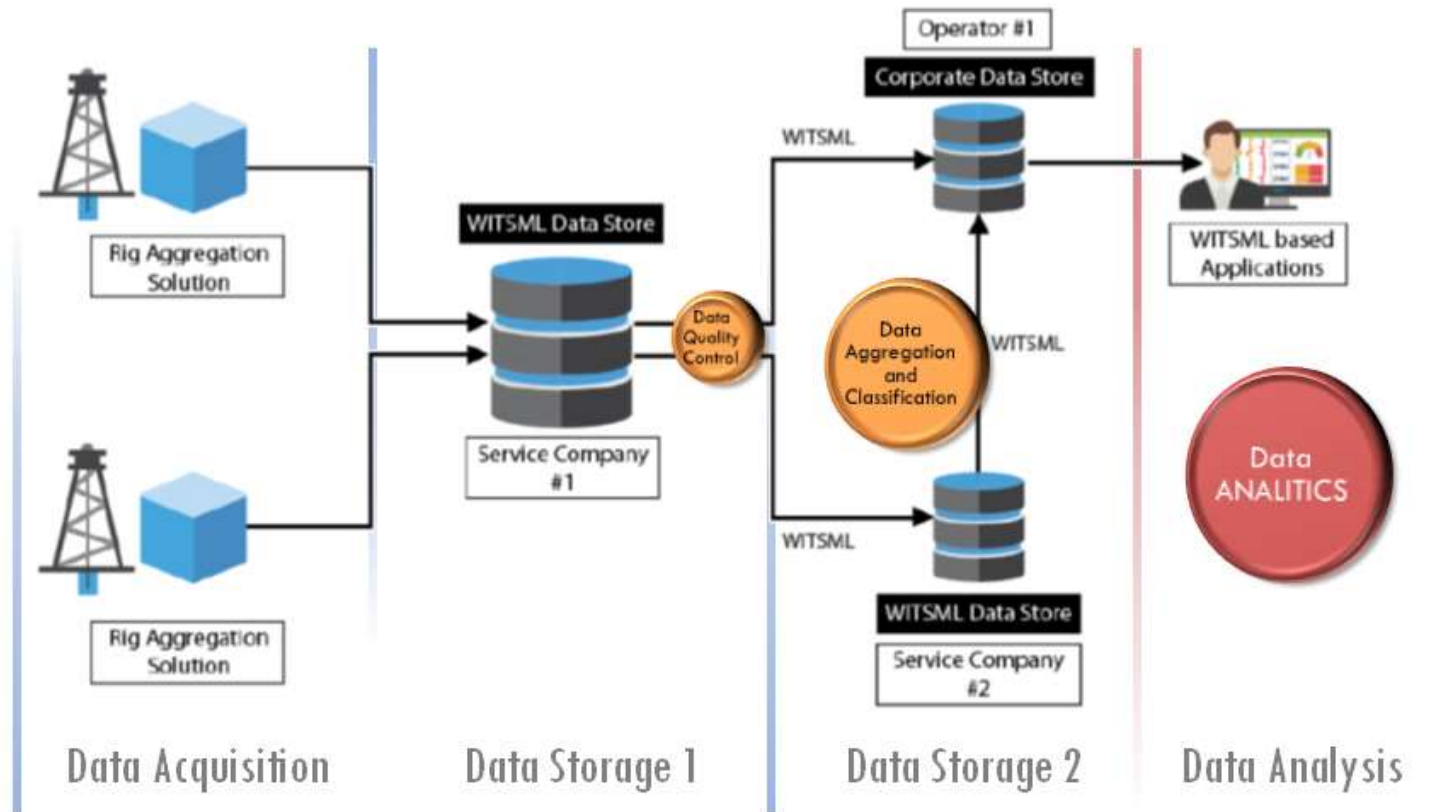 Operator #1
Corporate Data Store
WITSML
WITSML Data Store
Rig Aggregation
Solution
Data
Quality
Control
Data
Aggregation
and
Classification
WITSML
WITSML based
Applications
Service Company
#1
Data
ANALITICS
WITSML
WITSML Data Store
Rig Aggregation
Solution
Service Company
#2
Data Acquisition
Data Storage 1
Data Storage 2
Data Analysis